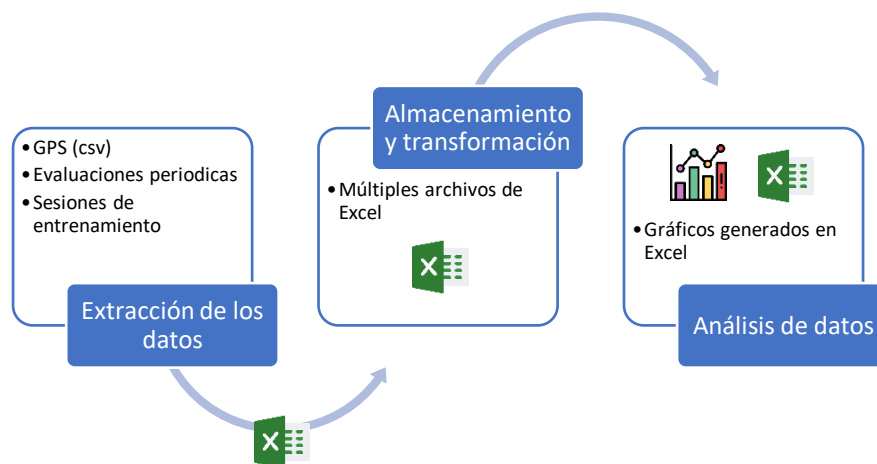 •GPS (csv)
•Evaluaciones periodicas
•Sesiones de
entrenamiento
Extracción de los
datos
Almacenamiento
y transformación
•Múltiples archivos de
Excel
X
X
X
•Gráficos generados en
Excel
Análisis de datos